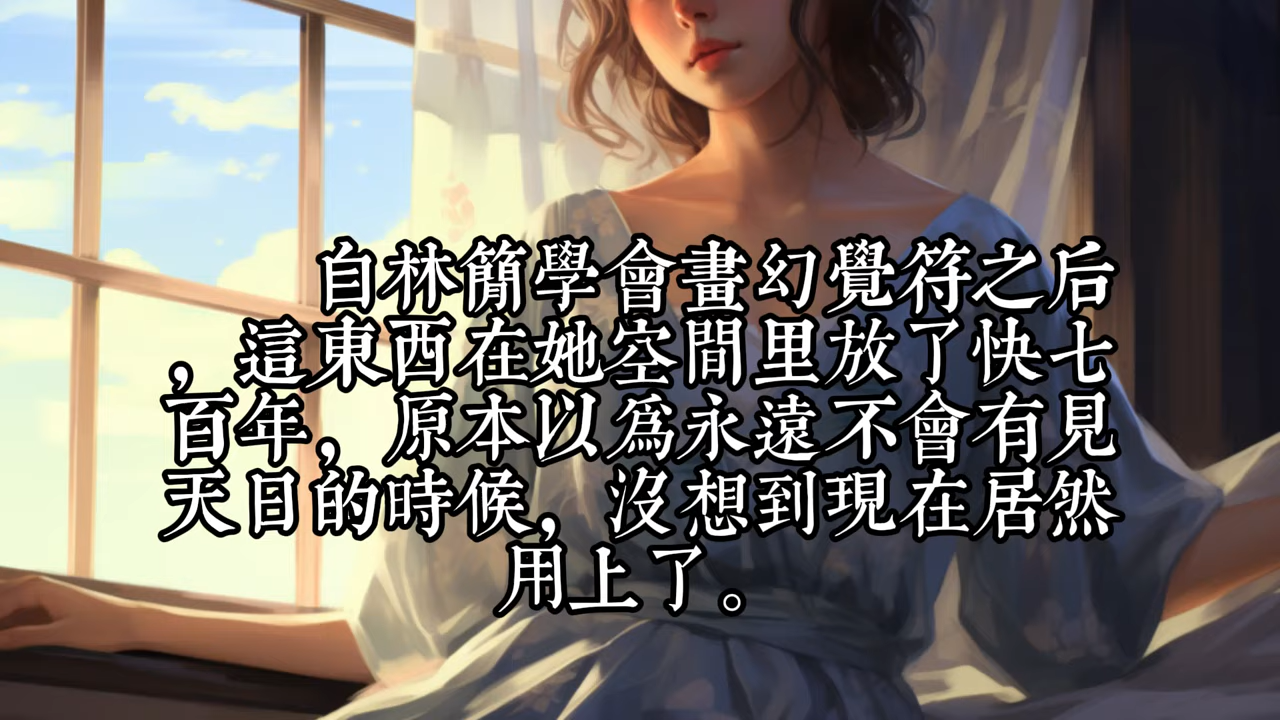 自林簡學會畫幻覺符之后
，這東西在她空間里放了快七
百年，原本以爲永遠不會有見
天日的時候，沒想到現在居然
用上了。